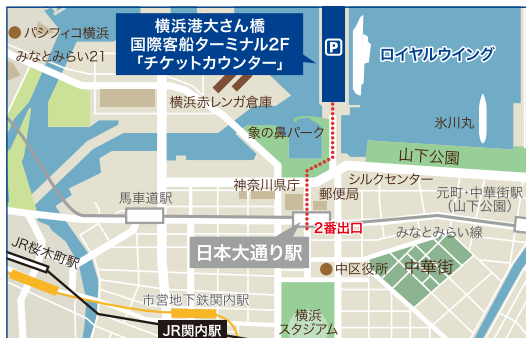 パシフィコ横浜
みなとみらい21
横浜港大さん橋
国際客船ターミナル2F
「チケットカウンター」
P
ロイヤルウイング
横浜赤レンガ倉庫
象の鼻パーク
氷川丸
山下公園
神奈川県庁
シルクセンター
郵便局
馬車道駅
元町・中華街駅
(山下公園)
2番出口
みなとみらい線
日本大通り駅
JR桜木町駅
中区役所
中華街
市営地下鉄関内駅
横浜
スタジアム
JR関内駅